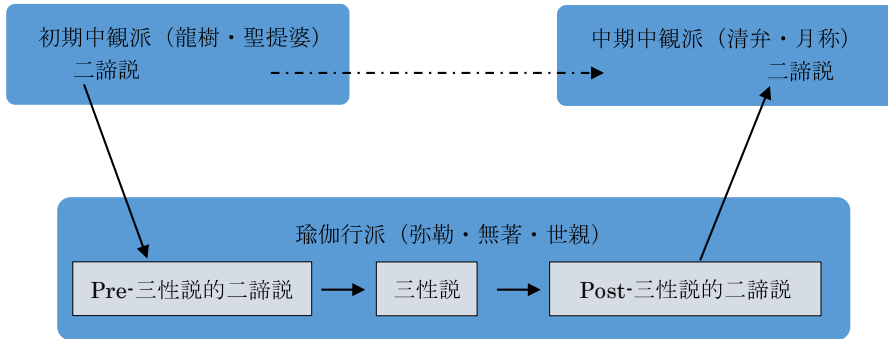 初期中観派（龍樹・聖提婆）
二諦説
中期中観派（清弁・月称）
二諦説
瑜伽行派（弥勒・無著・世親）
Pre-三性説的二諦説
三性説
Post-三性説的二諦説